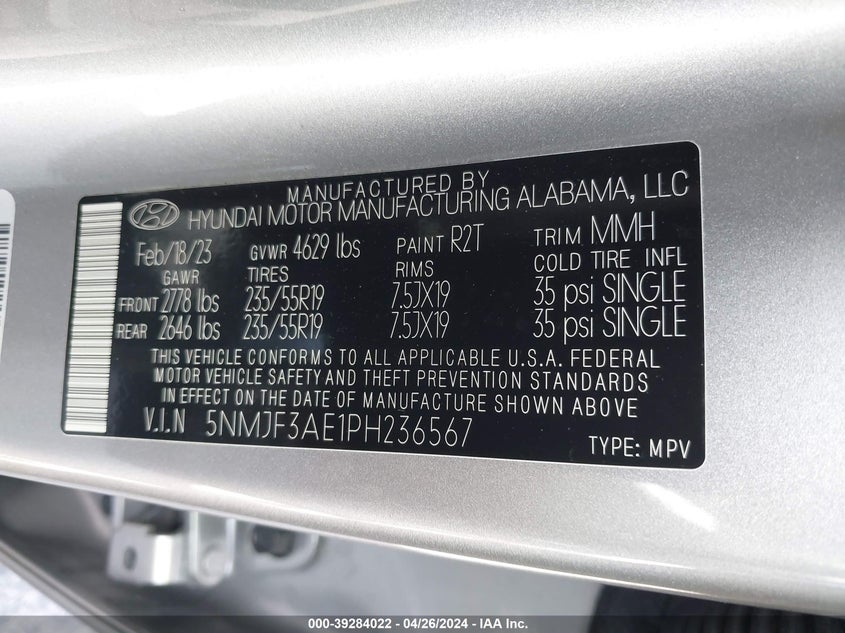 MANUFACTURED BY
HYUNDAI MOTOR MANUFACTURING ALABAMA, LLC
Feb/18/23 GVWR 4629 lbs PAINT R2T TRIM MMH
GAWR TIRES RIMS COLD TIRE INFL
FRONT 2778 lbs 235/55R19 7.5JX19 35 psi SINGLE
REAR 2646 lbs 235/55R19 7.5JX19 35 psi SINGLE
THIS VEHICLE CONFORMS TO ALL APPLICABLE U.S.A. FEDERAL
MOTOR VEHICLE SAFETY AND THEFT PREVENTION STANDARDS
IN EFFECT ON THE DATE OF MANUFACTURE SHOWN ABOVE
V.I.N 5NMJF3AE1PH236567
TYPE: MPV
000-39284022 - 04/26/2024 - IAA Inc.